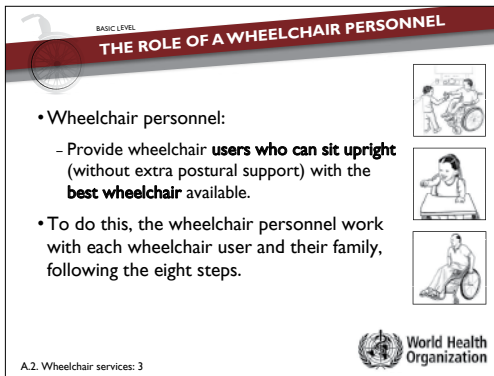 BASIC LEVEL
THE ROLE OF A WHEELCHAIR PERSONNEL
• Wheelchair personnel:
– Provide wheelchair users who can sit upright
(without extra postural support) with the
best wheelchair available.
• To do this, the wheelchair personnel work
with each wheelchair user and their family,
following the eight steps.
World Health
Organization
A.2. Wheelchair services: 3